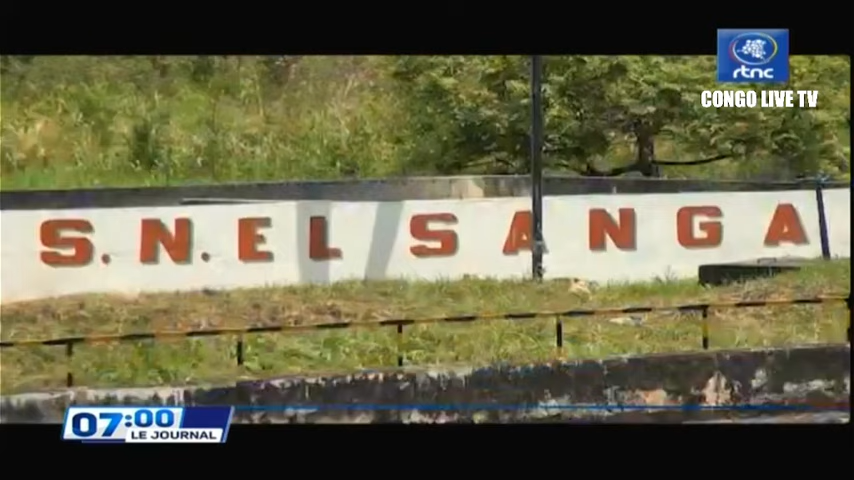 rtnc
CONGO LIVE TV
S.N.EL SANGA
07:00
LE JOURNAL